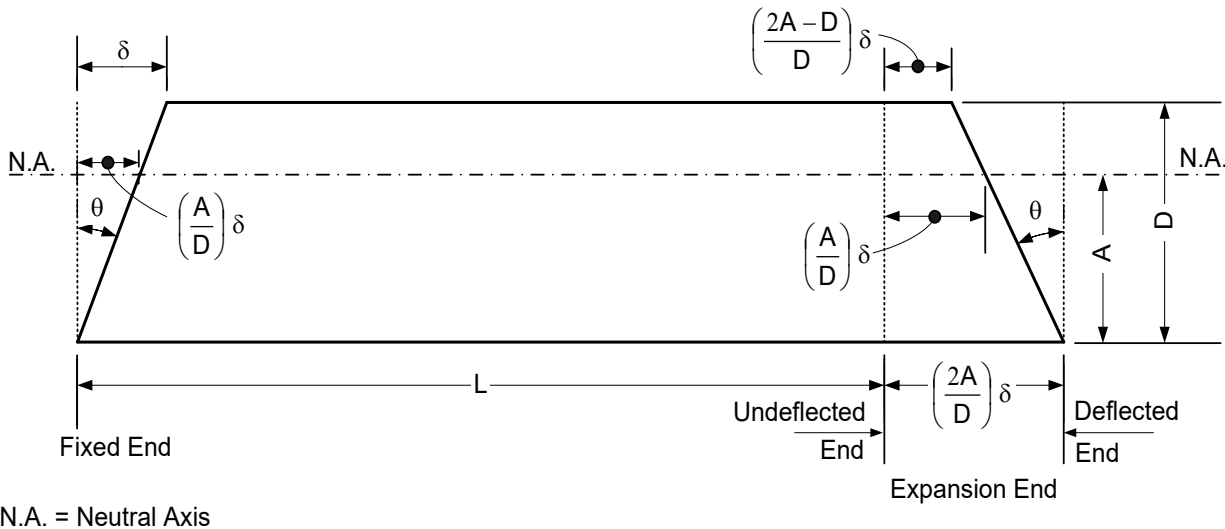 δ
(2A – D / D) δ
N.A.
N.A.
θ
(A / D) δ
(A / D) δ
θ
A
D
L
(2A / D) δ
Fixed End
Undeflected
End
Deflected
End
Expansion End
N.A. = Neutral Axis